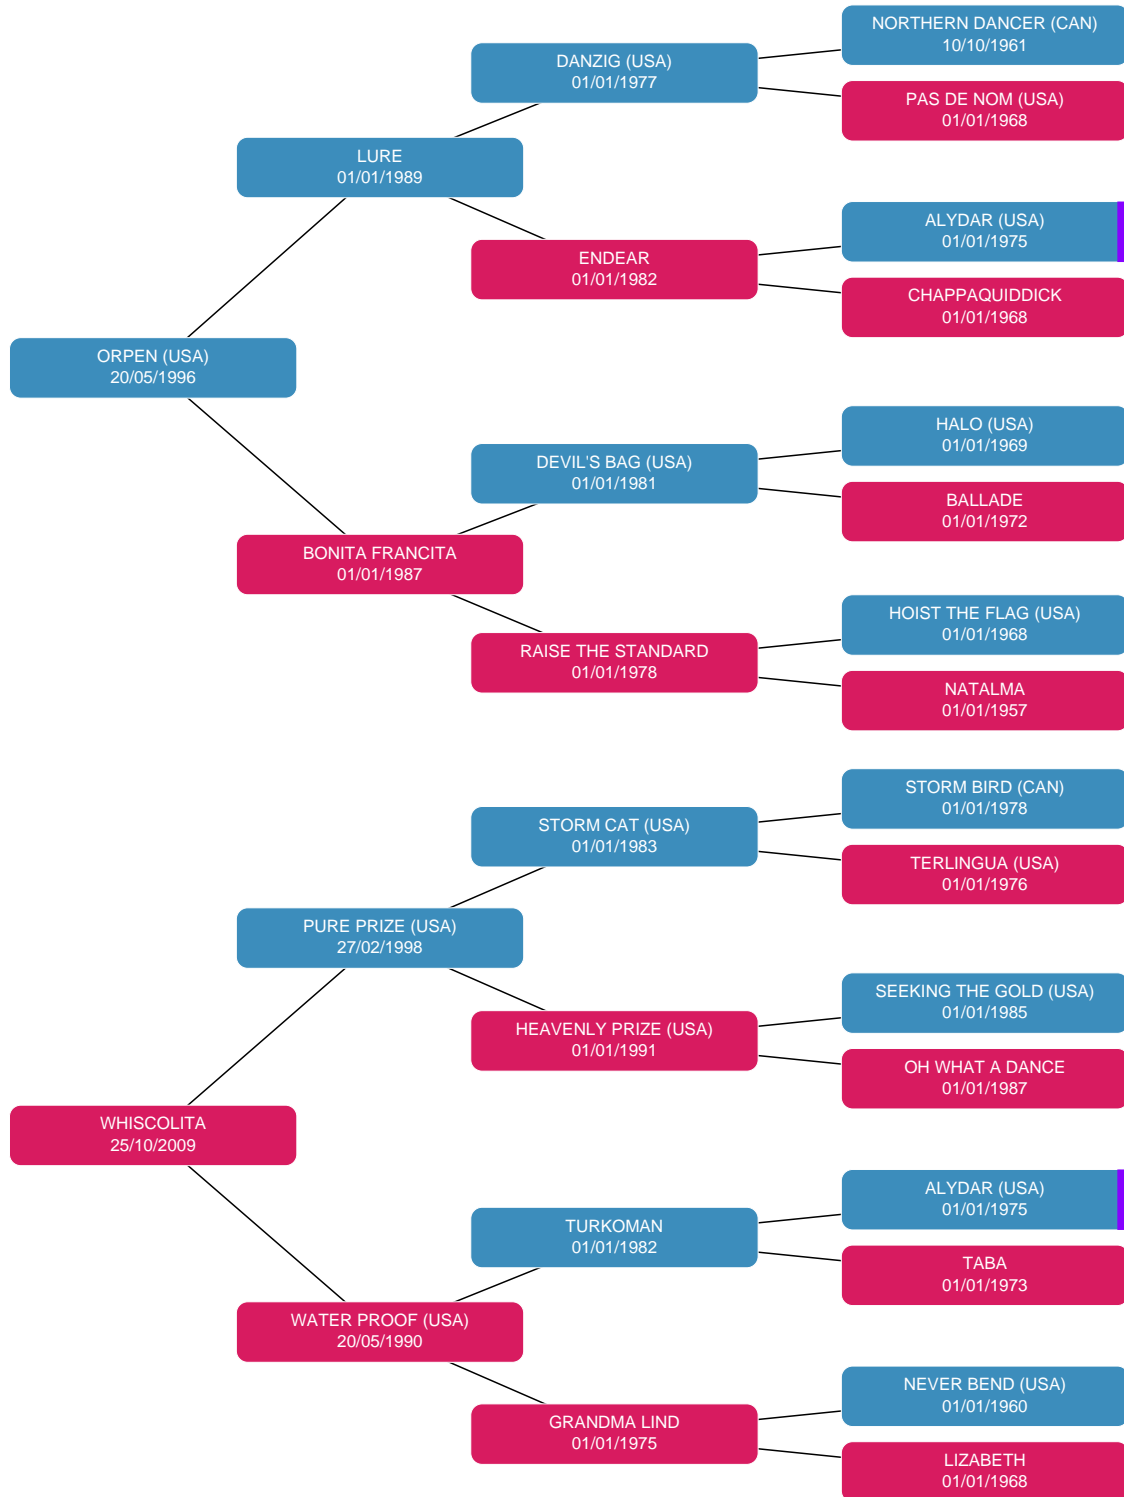 NORTHERN DANCER (CAN)
10/10/1961
DANZIG (USA)
01/01/1977
PAS DE NOM (USA)
01/01/1968
LURE
01/01/1989
ALYDAR (USA)
01/01/1975
ENDEAR
01/01/1982
CHAPPAQUIDDICK
01/01/1968
ORPEN (USA)
20/05/1996
HALO (USA)
01/01/1969
DEVIL'S BAG (USA)
01/01/1981
BALLADE
01/01/1972
BONITA FRANCITA
01/01/1987
HOIST THE FLAG (USA)
01/01/1968
RAISE THE STANDARD
01/01/1978
NATALMA
01/01/1957
STORM BIRD (CAN)
01/01/1978
STORM CAT (USA)
01/01/1983
TERLINGUA (USA)
01/01/1976
PURE PRIZE (USA)
27/02/1998
SEEKING THE GOLD (USA)
01/01/1985
HEAVENLY PRIZE (USA)
01/01/1991
OH WHAT A DANCE
01/01/1987
WHISCOLITA
25/10/2009
ALYDAR (USA)
01/01/1975
TURKOMAN
01/01/1982
TABA
01/01/1973
WATER PROOF (USA)
20/05/1990
NEVER BEND (USA)
01/01/1960
GRANDMA LIND
01/01/1975
LIZABETH
01/01/1968